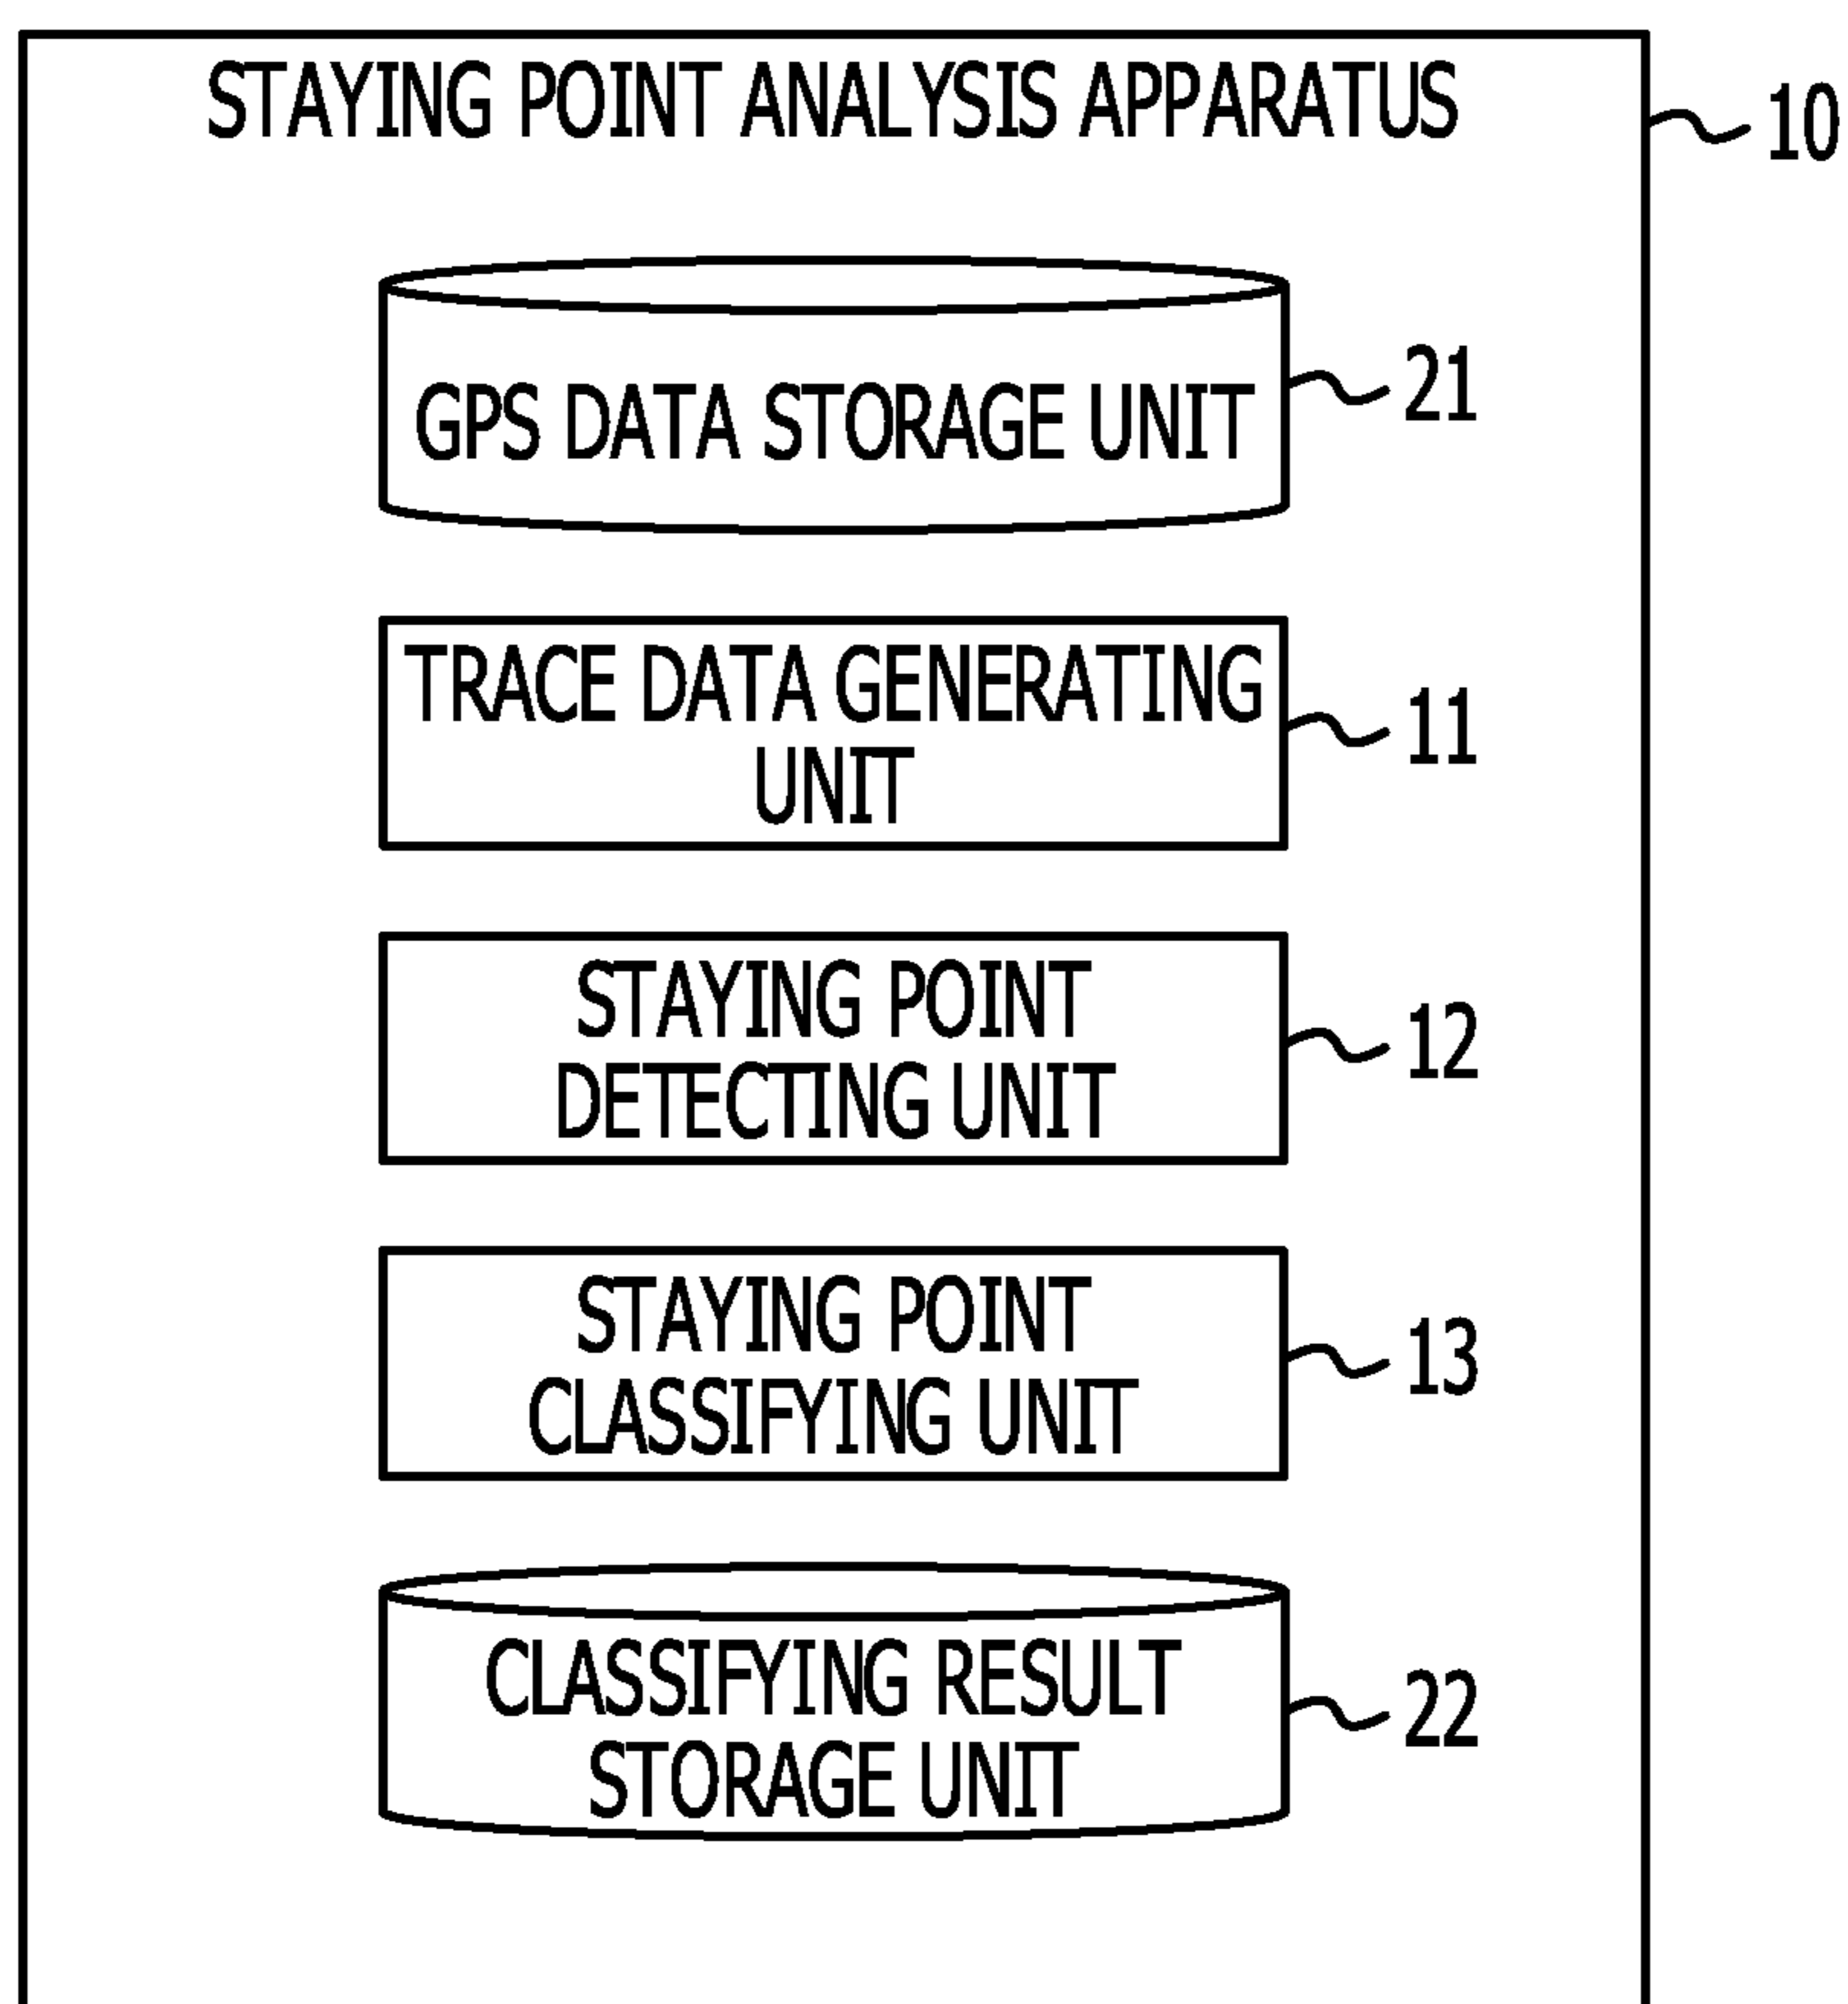 STAYING POINT ANALYSIS APPARATUS
10
GPS DATA STORAGE UNIT
21
TRACE DATA GENERATING
UNIT
11
STAYING POINT
DETECTING UNIT
12
STAYING POINT
CLASSIFYING UNIT
13
CLASSIFYING RESULT
STORAGE UNIT
22